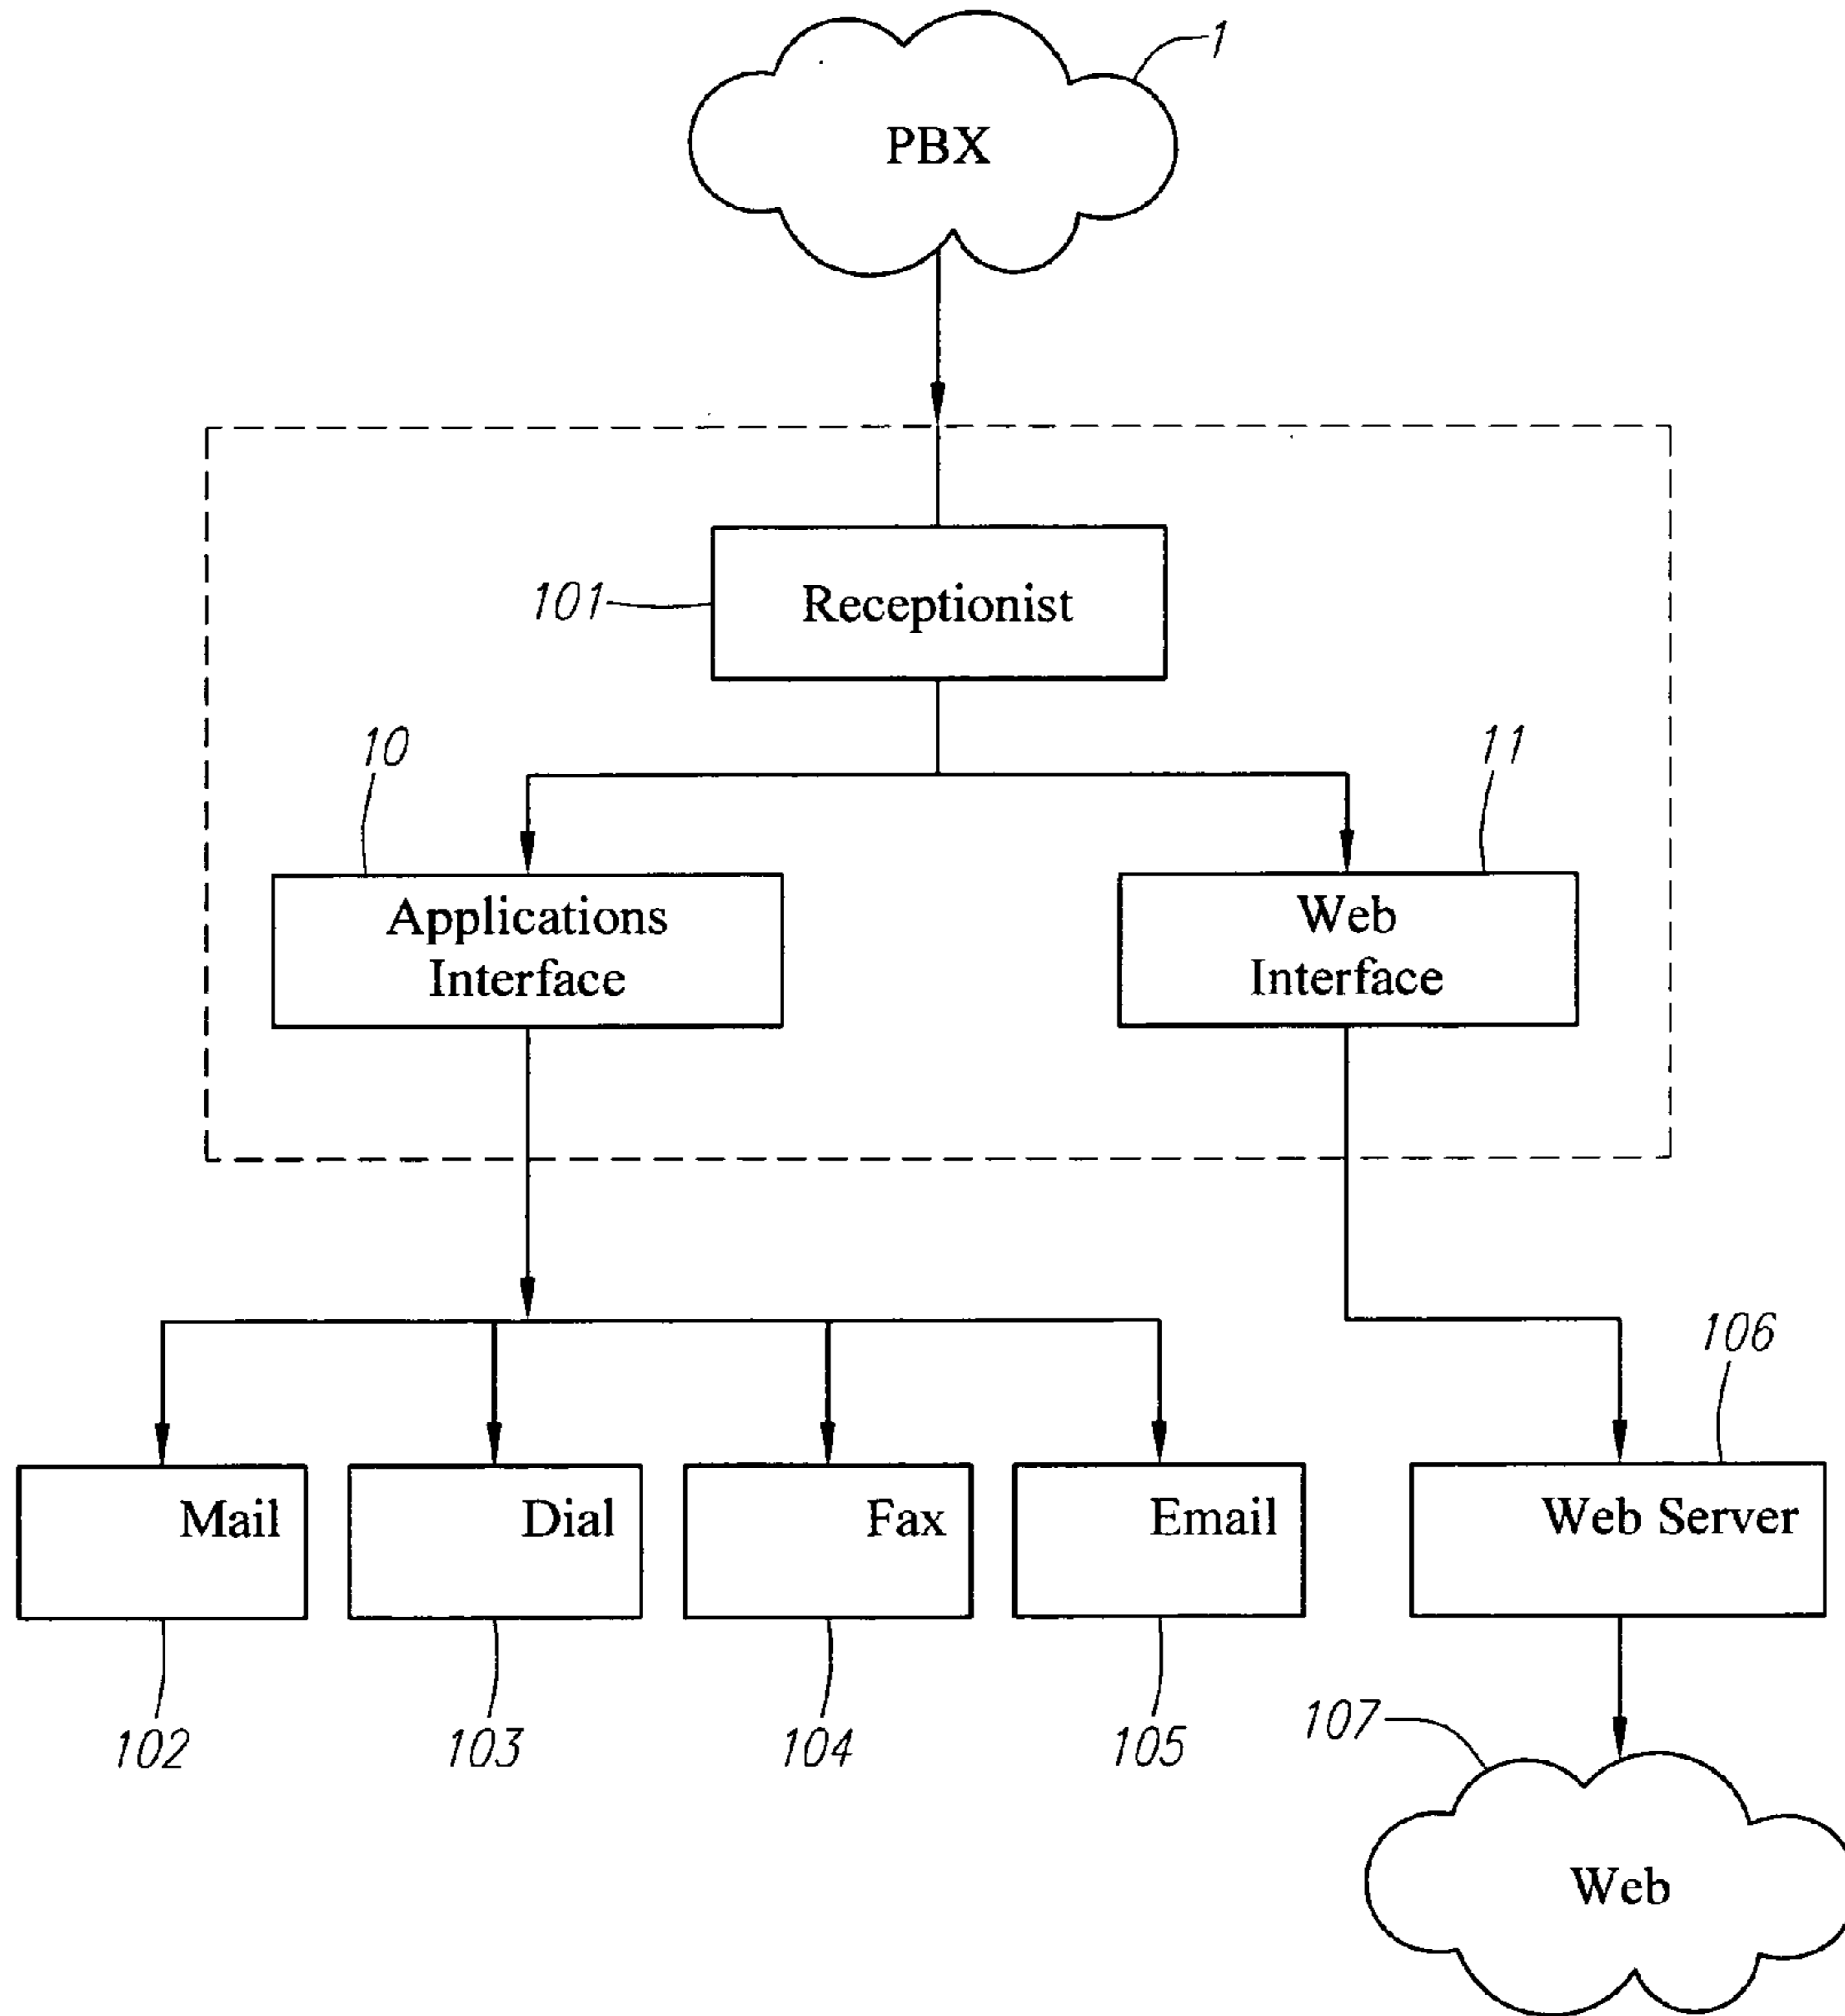 1
PBX
101
Receptionist
10
11
Applications
Interface
Web
Interface
106
Mail
Dial
Fax
Email
Web Server
102
103
104
105
107
Web